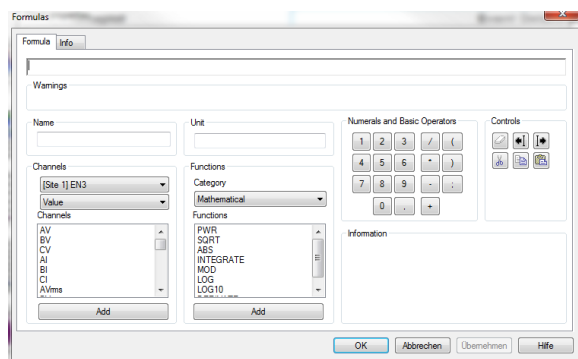 Formulas
Formula Info
Warnings
Name
Unit
Numerals and Basic Operators
Controls
1 2 3 / (
4 5 6 * )
7 8 9 - ;
0 . +
Channels
[Site 1] EN3
Value
Channels
AV
BV
CV
AI
BI
CI
AVrms
Add
Functions
Category
Mathematical
Functions
PWR
SQRT
ABS
INTEGRATE
MOD
LOG
LOG10
Add
Information
OK Abbrechen Übernehmen Hilfe